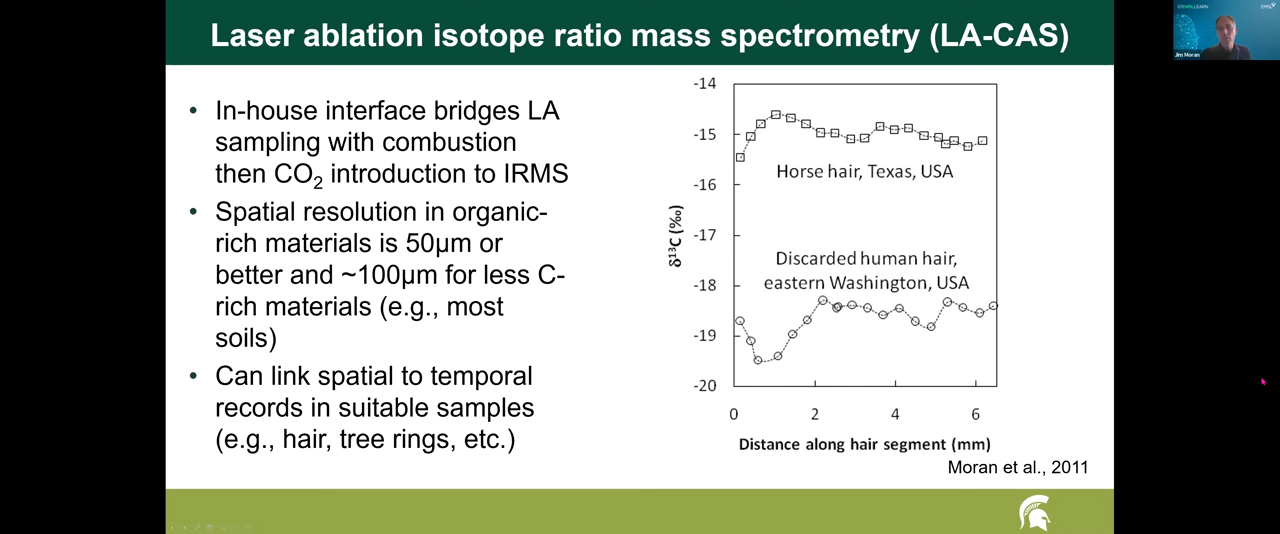 Laser ablation isotope ratio mass spectrometry (LA-CAS)
• In-house interface bridges LA
sampling with combustion
then CO₂ introduction to IRMS
• Spatial resolution in organic-
rich materials is 50µm or
better and ~100µm for less C-
rich materials (e.g., most
soils)
• Can link spatial to temporal
records in suitable samples
(e.g., hair, tree rings, etc.)
-14
-15
-16
-17
-18
-19
-20
δ¹³C (‰)
Horse hair, Texas, USA
Discarded human hair,
eastern Washington, USA
0 2 4 6
Distance along hair segment (mm)
Moran et al., 2011
EMSLLEARN
EMSL
Jim Moran